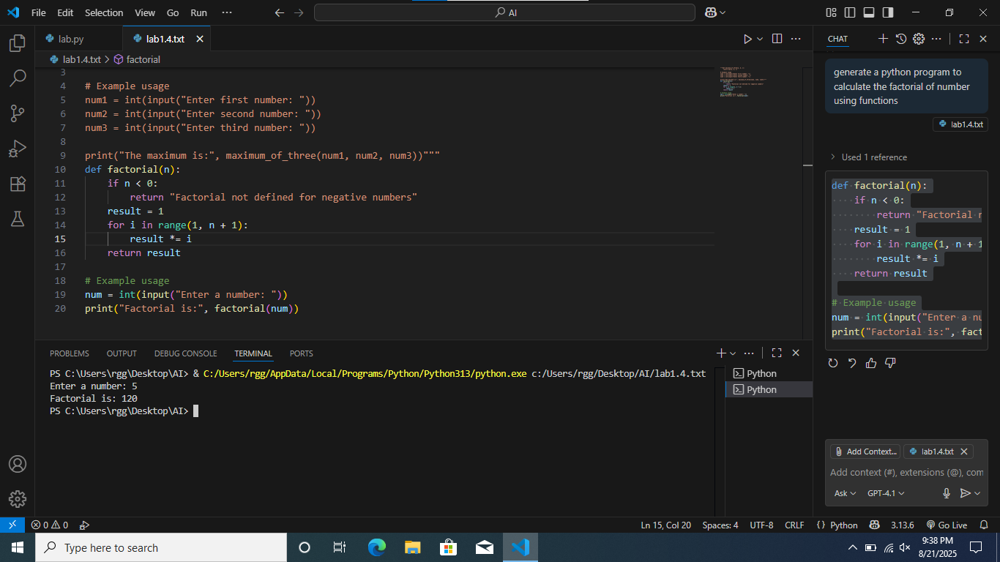 File Edit Selection View Go Run ··· AI
lab.py lab1.4.txt
lab1.4.txt > factorial
3
4 # Example usage
5 num1 = int(input("Enter first number: "))
6 num2 = int(input("Enter second number: "))
7 num3 = int(input("Enter third number: "))
8
9 print("The maximum is:", maximum_of_three(num1, num2, num3))"""
10 def factorial(n):
11 if n < 0:
12 return "Factorial not defined for negative numbers"
13 result = 1
14 for i in range(1, n + 1):
15 result *= i
16 return result
17
18 # Example usage
19 num = int(input("Enter a number: "))
20 print("Factorial is:", factorial(num))
PROBLEMS OUTPUT DEBUG CONSOLE TERMINAL PORTS
PS C:\Users\rgg\Desktop\AI> & C:/Users/rgg/AppData/Local/Programs/Python/Python313/python.exe c:/Users/rgg/Desktop/AI/lab1.4.txt
Enter a number: 5
Factorial is: 120
PS C:\Users\rgg\Desktop\AI>
Python
Python
CHAT
generate a python program to
calculate the factorial of number
using functions
lab1.4.txt
Used 1 reference
def factorial(n):
if n < 0:
return "Factorial n
result = 1
for i in range(1, n + 1
result *= i
return result
# Example usage
num = int(input("Enter a nu
print("Factorial is:", fact
Add Context... lab1.4.txt
Add context (#), extensions (@), com
Ask GPT-4.1
0 0 Ln 15, Col 20 Spaces: 4 UTF-8 CRLF { } Python 3.13.6 Go Live
Type here to search
9:38 PM
8/21/2025